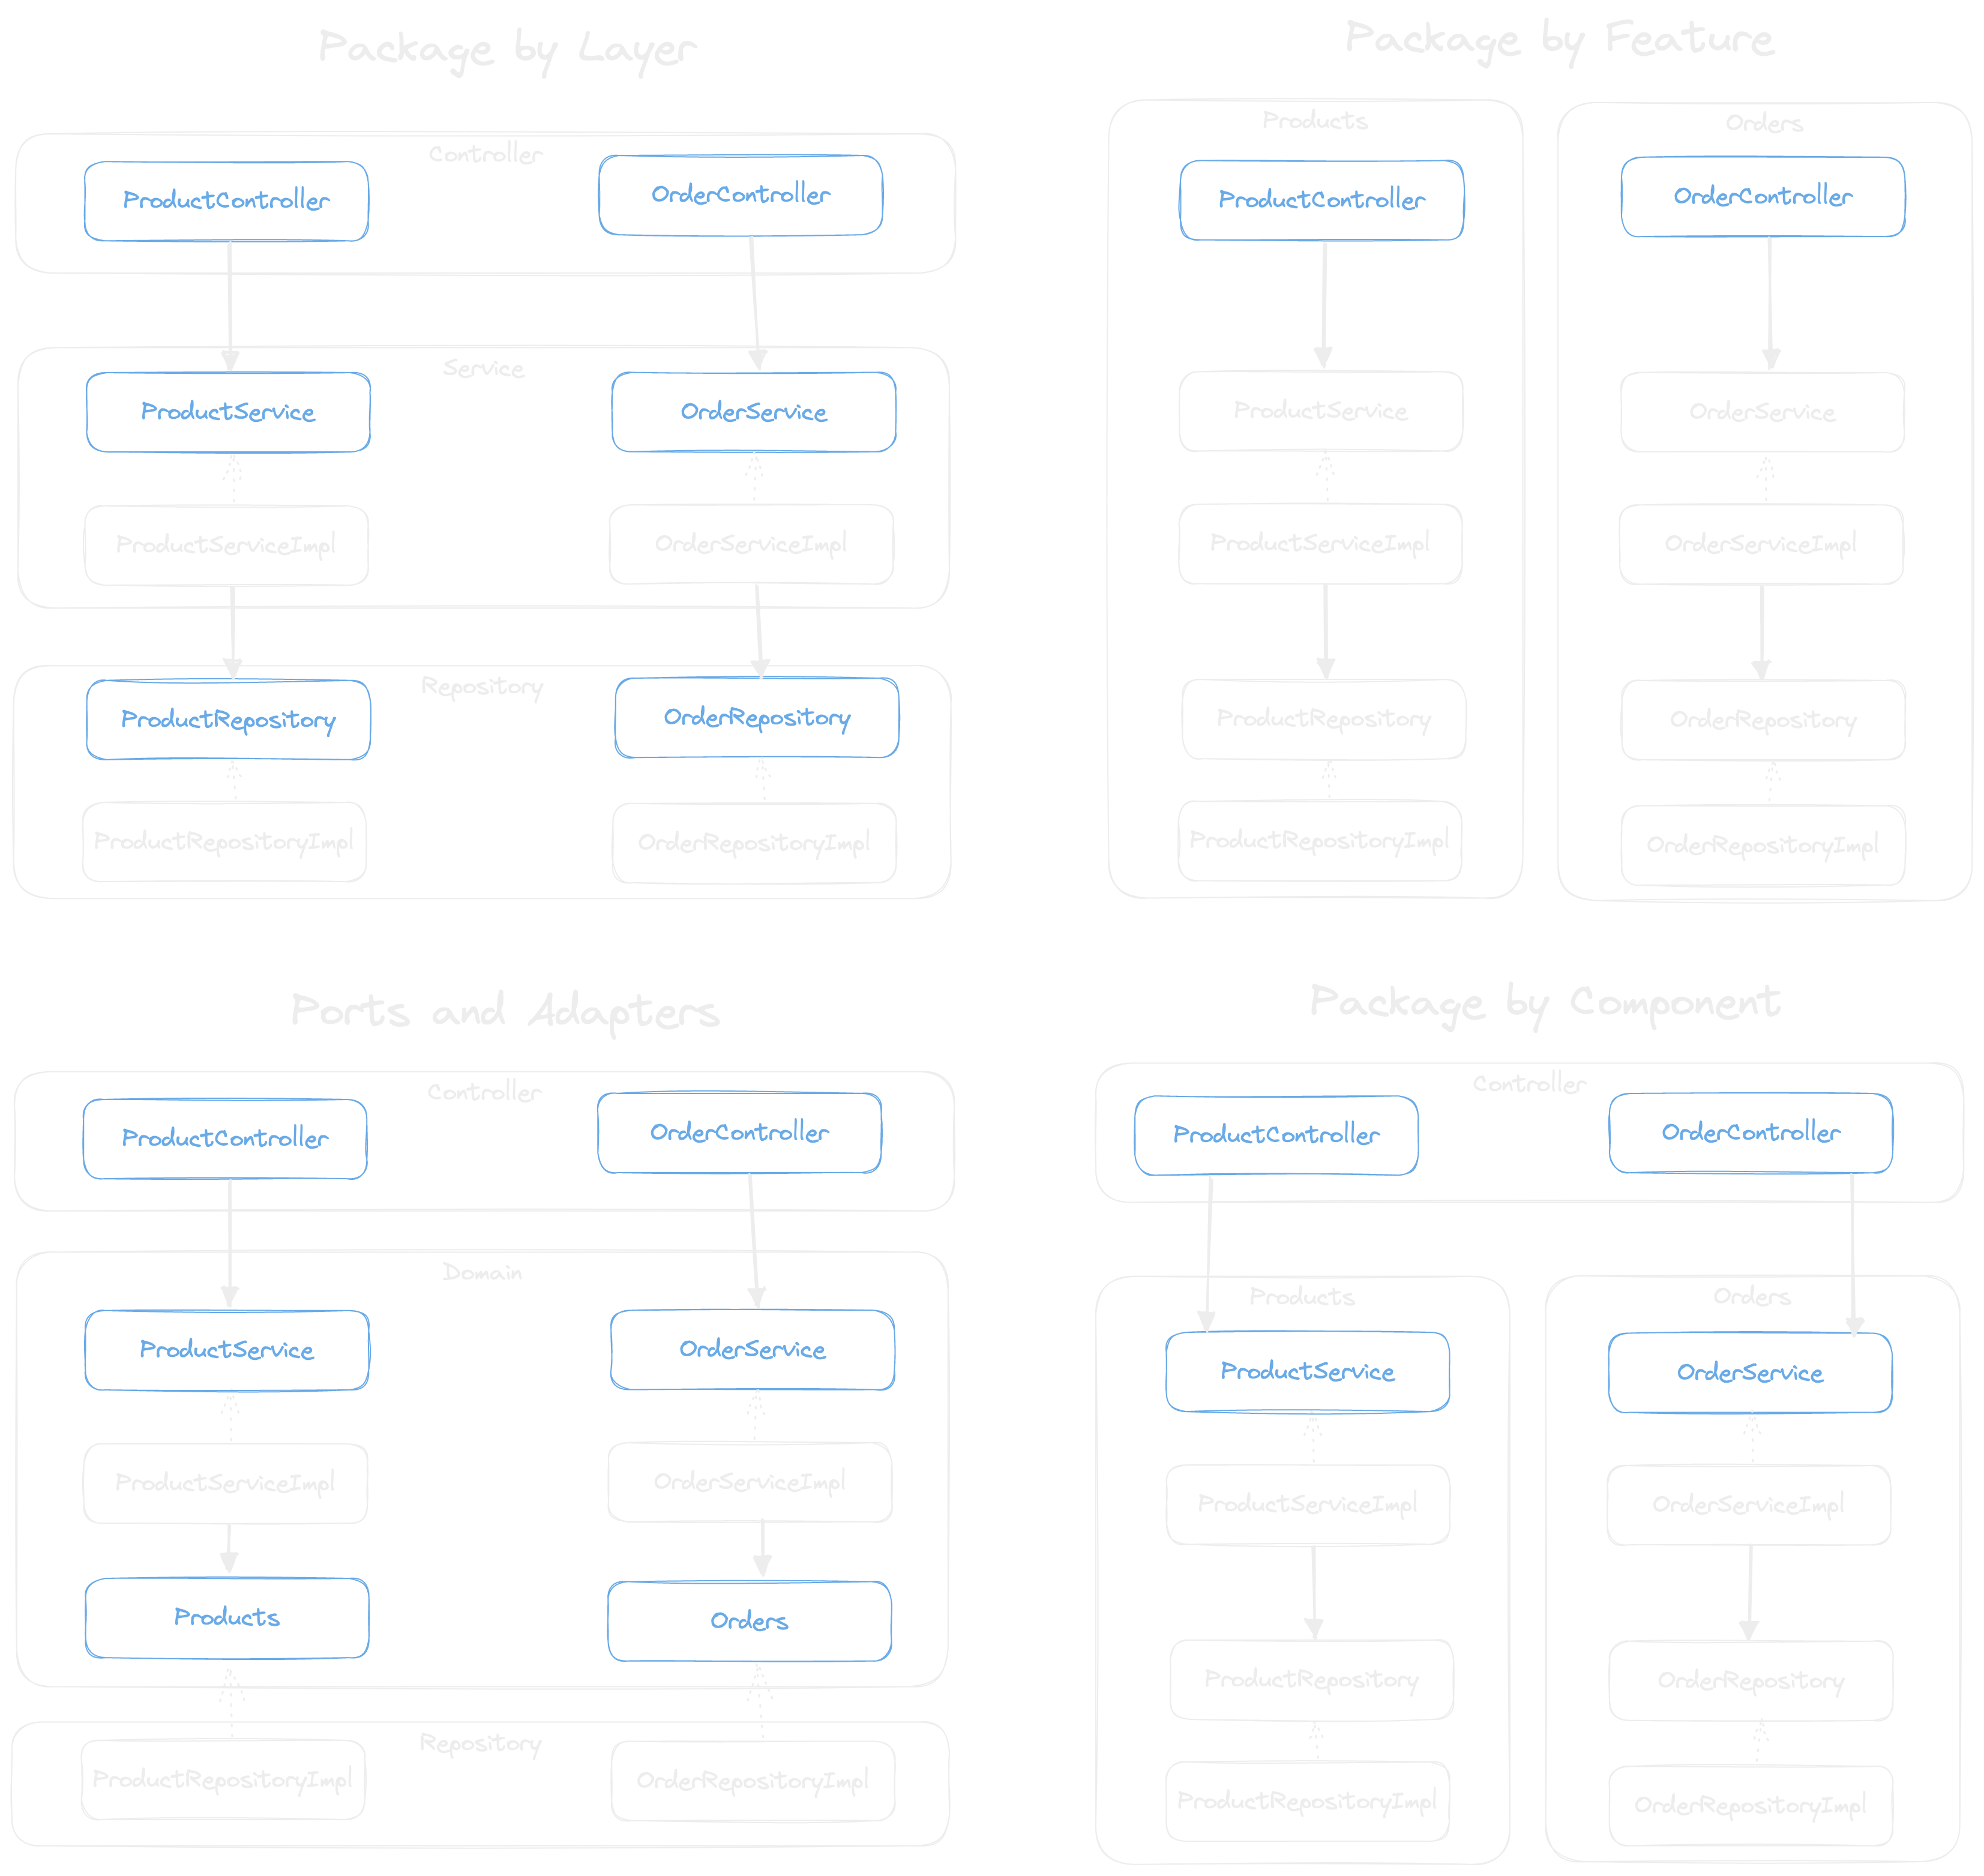 Package by Layer
Controller
ProductController
OrderController
Service
ProductService
OrderService
ProductServiceImpl
OrderServiceImpl
Repository
ProductRepository
OrderRepository
ProductRepositoryImpl
OrderRepositoryImpl
Package by Feature
Products
ProductController
ProductService
ProductServiceImpl
ProductRepository
ProductRepositoryImpl
Orders
OrderController
OrderService
OrderServiceImpl
OrderRepository
OrderRepositoryImpl
Ports and Adapters
Controller
ProductController
OrderController
Domain
ProductService
OrderService
ProductServiceImpl
OrderServiceImpl
Products
Orders
Repository
ProductRepositoryImpl
OrderRepositoryImpl
Package by Component
Controller
ProductController
OrderController
Products
ProductService
ProductServiceImpl
ProductRepository
ProductRepositoryImpl
Orders
OrderService
OrderServiceImpl
OrderRepository
OrderRepositoryImpl